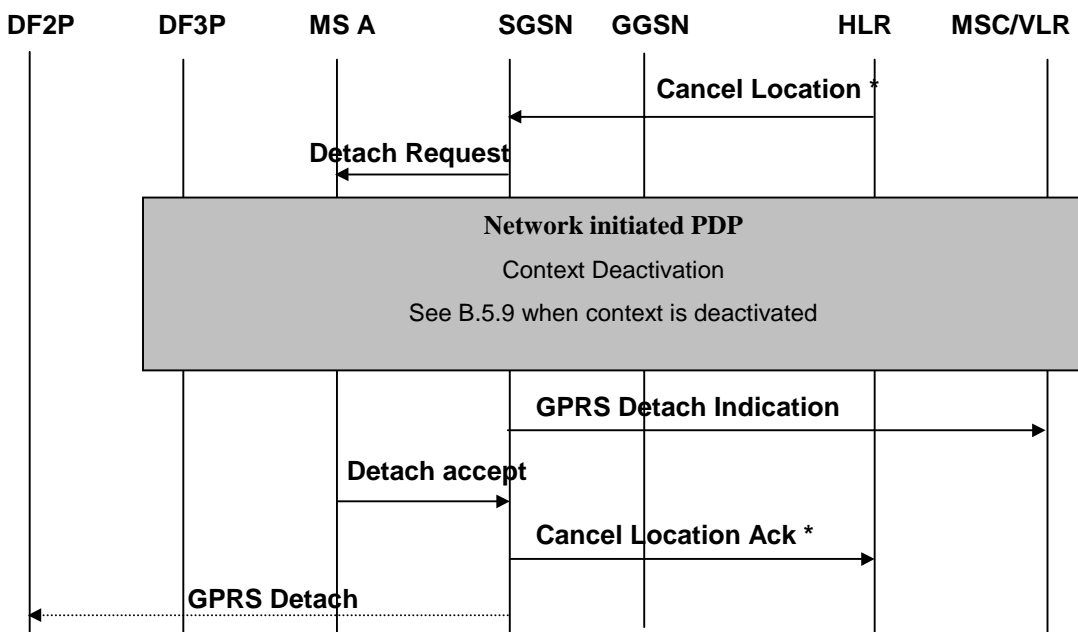 DF2P DF3P MS A SGSN GGSN HLR MSC/VLR
Cancel Location *
Detach Request
Network initiated PDP
Context Deactivation
See B.5.9 when context is deactivated
GPRS Detach Indication
Detach accept
Cancel Location Ack *
GPRS Detach